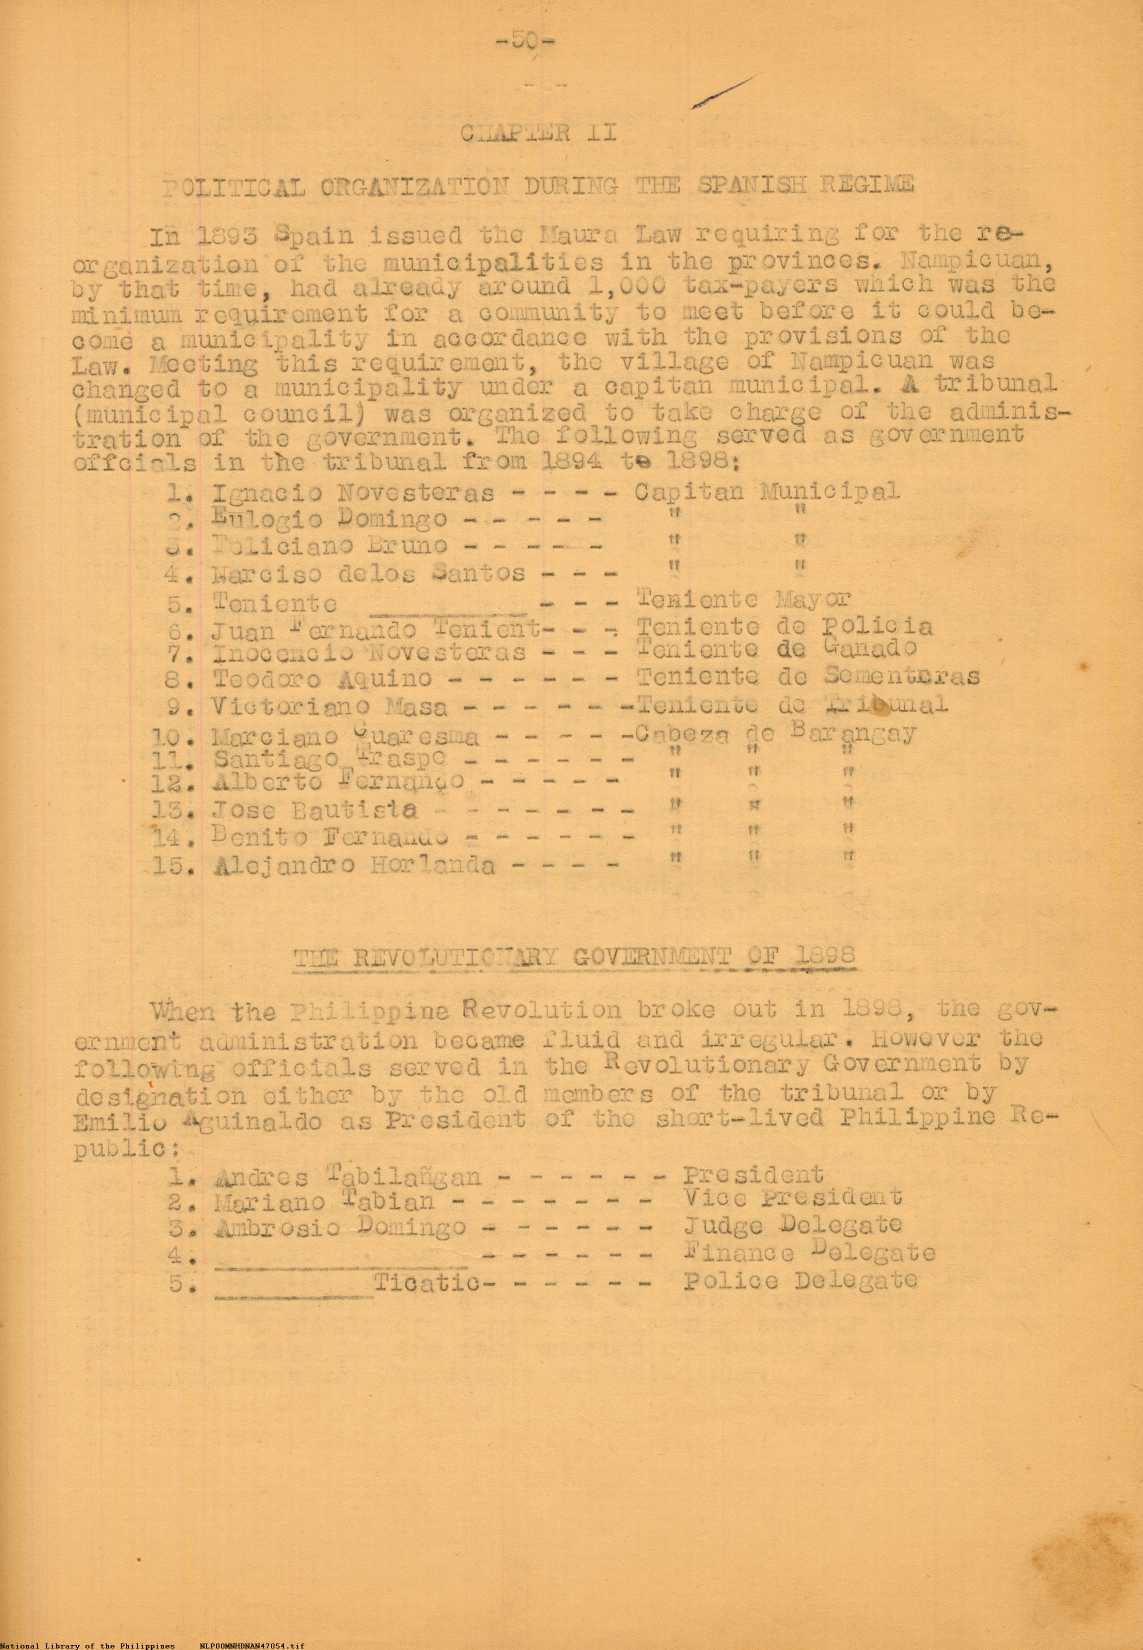 -50-
CHAPTER II
POLITICAL ORGANIZATION DURING THE SPANISH REGIME
In 1893 Spain issued the Maura Law requiring for the re-
organization of the municipalities in the provinces. Nampicuan,
by that time, had already around 1,000 tax-payers which was the
minimum requirement for a community to meet before it could be-
come a municipality in accordance with the provisions of the
Law. Meeting this requirement, the village of Nampicuan was
changed to a municipality under a capitan municipal. A tribunal
(municipal council) was organized to take charge of the adminis-
tration of the government. The following served as government
offcials in the tribunal from 1894 to 1898:
1. Ignacio Novesteras - - - - Capitan Municipal
2. Eulogio Domingo - - - - - " "
3. Feliciano Bruno - - - - - " "
4. Narciso delos Santos - - - " "
5. Teniente __________ - - - Teniente Mayor
6. Juan Fernando Tenient- - - Teniente de Policia
7. Inocencio Novesteras - - - Teniente de Ganado
8. Teodoro Aquino - - - - - - Teniente de Sementeras
9. Victoriano Masa - - - - - -Teniente de Tribunal
10. Marciano Cuaresma - - - - -Cabeza de Barangay
11. Santiago Traspe - - - - - - " " "
12. Alberto Fernando - - - - - " " "
13. Jose Bautista - - - - - - - " " "
14. Benito Fernando - - - - - - " " "
15. Alejandro Horlanda - - - - " " "
THE REVOLUTIONARY GOVERNMENT OF 1898
When the Philippine Revolution broke out in 1898, the gov-
ernment administration became fluid and irregular. However the
following officials served in the Revolutionary Government by
designation either by the old members of the tribunal or by
Emilio Aguinaldo as President of the short-lived Philippine Re-
public:
1. Andres Tabilangan - - - - - - President
2. Mariano Tabian - - - - - - - Vice President
3. Ambrosio Domingo - - - - - - Judge Delegate
4. ________________ - - - - - - Finance Delegate
5. __________Ticatic- - - - - - Police Delegate
National Library of the Philippines NLP00MNHDNAN47054.tif